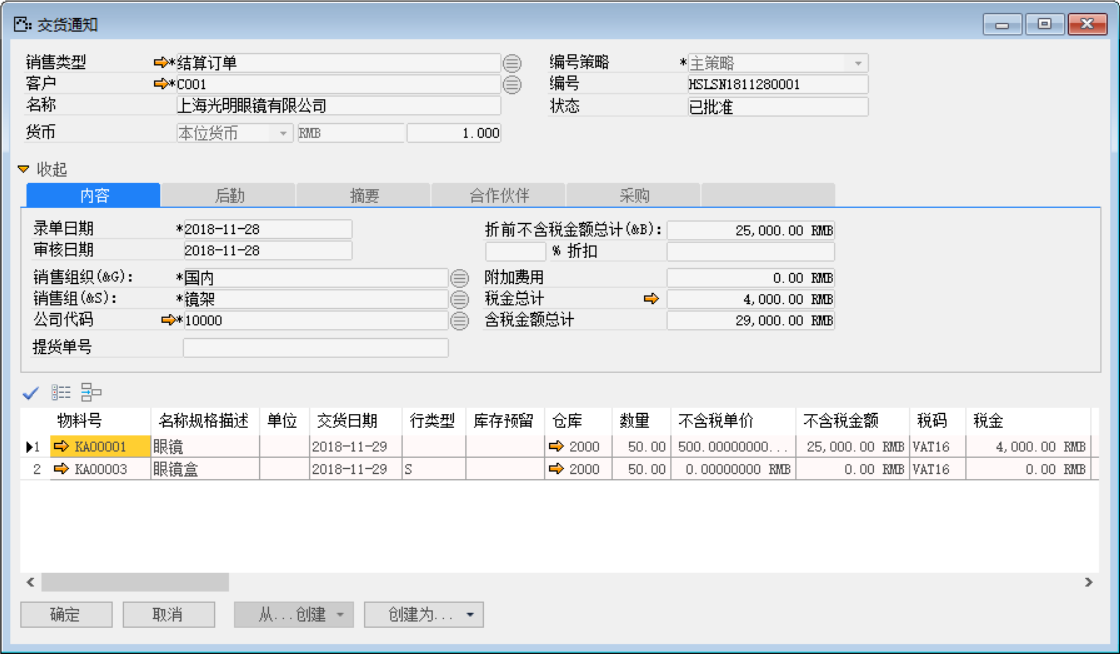 交货通知
销售类型 *结算订单 编号策略 *主策略
客户 *C001 编号 HSLSN1811280001
名称 上海光明眼镜有限公司 状态 已批准
货币 本位货币 RMB 1.000
收起
内容 后勤 摘要 合作伙伴 采购
录单日期 *2018-11-28 折前不含税金额总计(&B): 25,000.00 RMB
审核日期 2018-11-28 % 折扣
销售组织(&G): *国内 附加费用 0.00 RMB
销售组(&S): *镜架 税金总计 4,000.00 RMB
公司代码 *10000 含税金额总计 29,000.00 RMB
提货单号
物料号 名称规格描述 单位 交货日期 行类型 库存预留 仓库 数量 不含税单价 不含税金额 税码 税金
1 KA00001 眼镜 2018-11-29 2000 50.00 500.00000000... 25,000.00 RMB VAT16 4,000.00 RMB
2 KA00003 眼镜盒 2018-11-29 S 2000 50.00 0.00000000 RMB 0.00 RMB VAT16 0.00 RMB
确定 取消 从...创建 创建为...